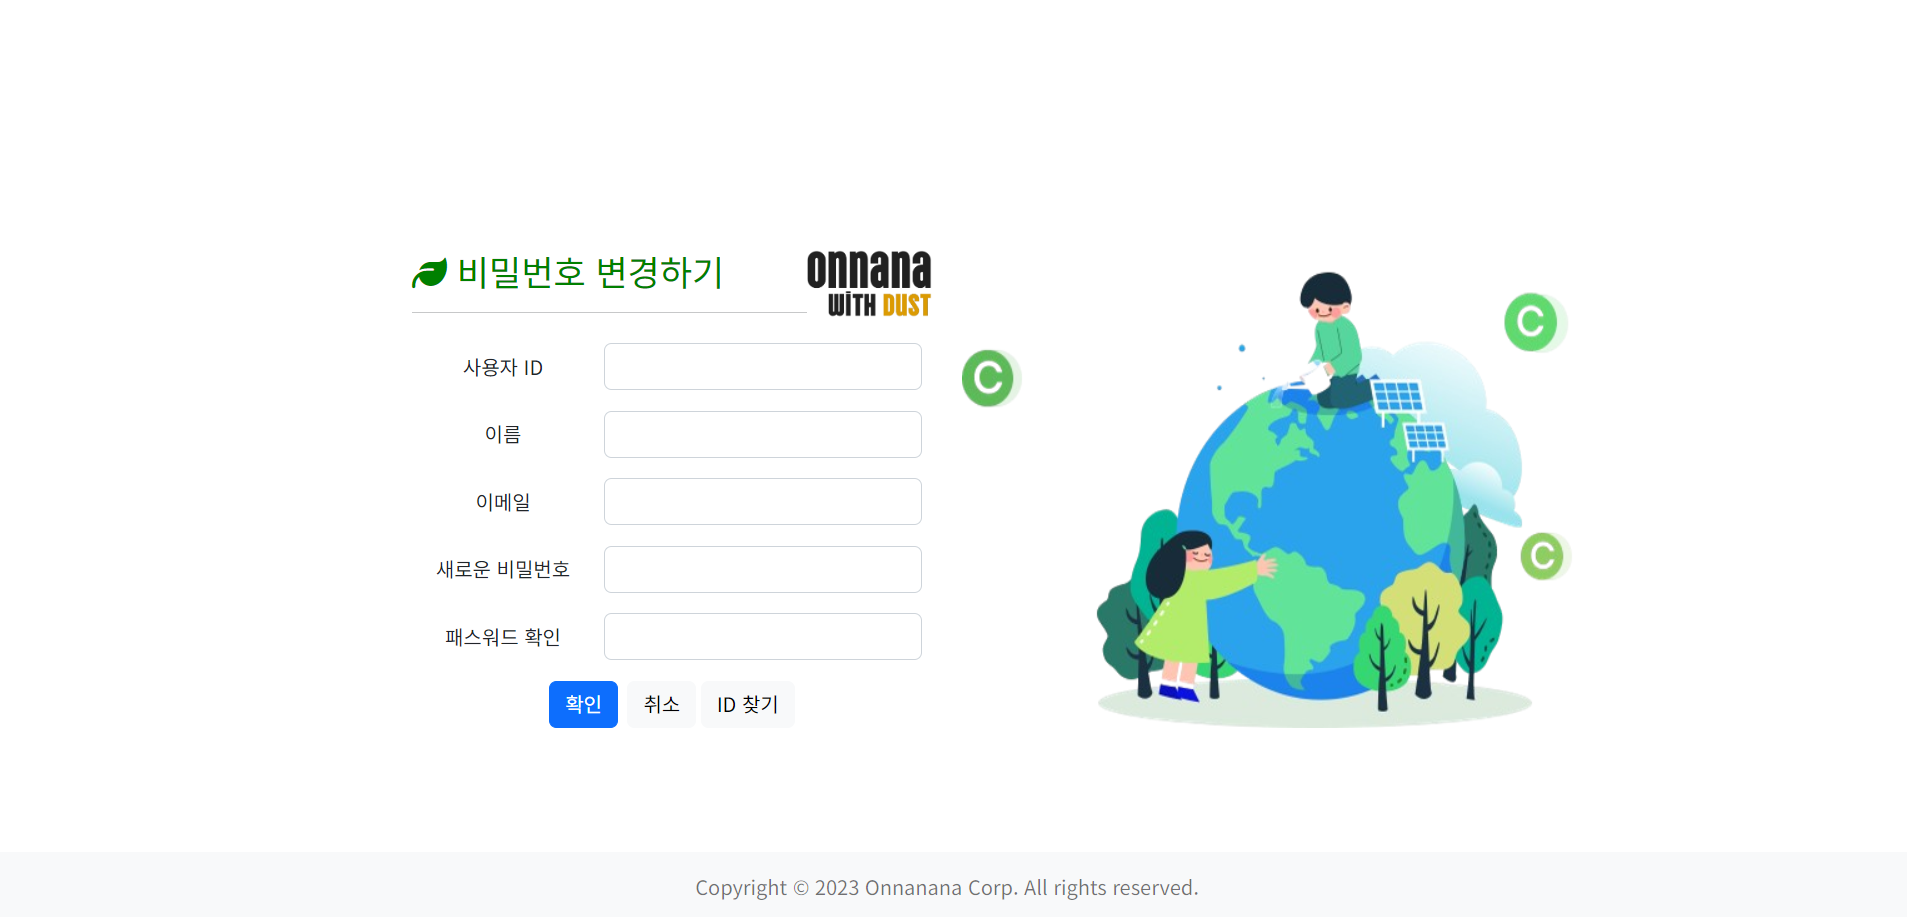 비밀번호 변경하기
onnana
WiTH DUST
사용자 ID
이름
이메일
새로운 비밀번호
패스워드 확인
확인 취소 ID 찾기
C
C
C
Copyright © 2023 Onnanana Corp. All rights reserved.